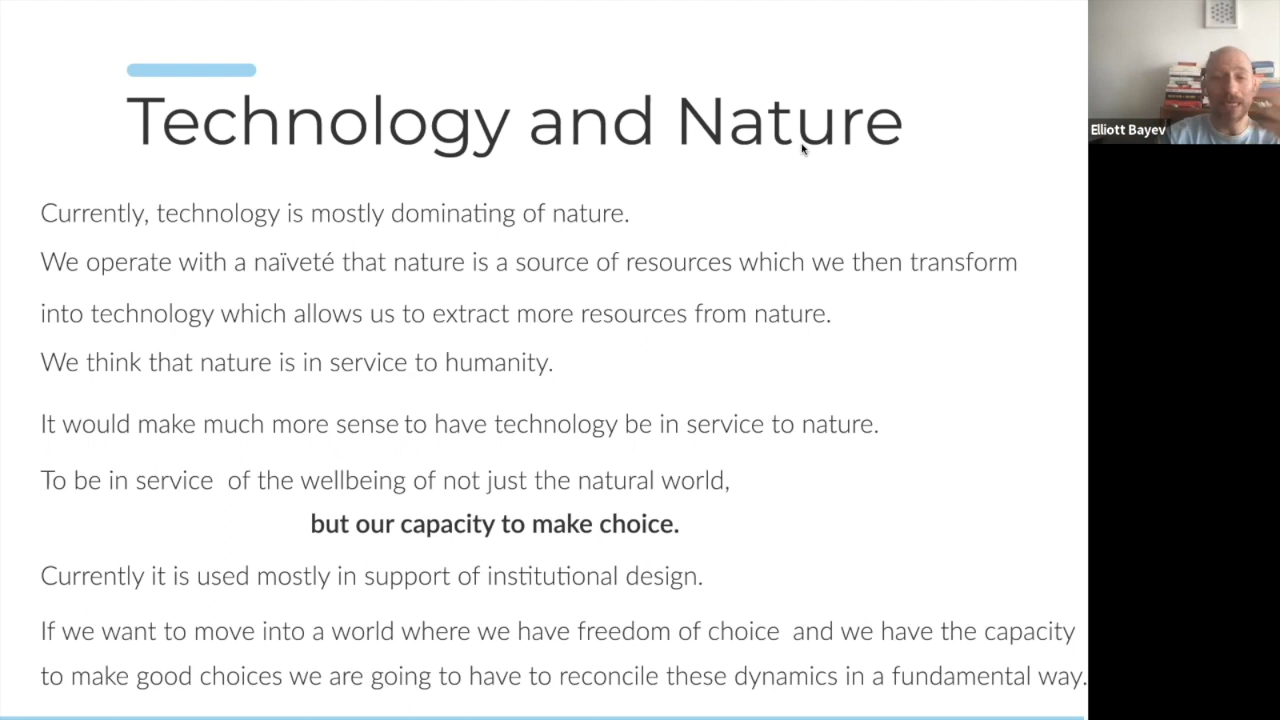 Technology and Nature
Elliott Bayev
Currently, technology is mostly dominating of nature.
We operate with a naïveté that nature is a source of resources which we then transform
into technology which allows us to extract more resources from nature.
We think that nature is in service to humanity.
It would make much more sense to have technology be in service to nature.
To be in service of the wellbeing of not just the natural world,
but our capacity to make choice.
Currently it is used mostly in support of institutional design.
If we want to move into a world where we have freedom of choice and we have the capacity
to make good choices we are going to have to reconcile these dynamics in a fundamental way.